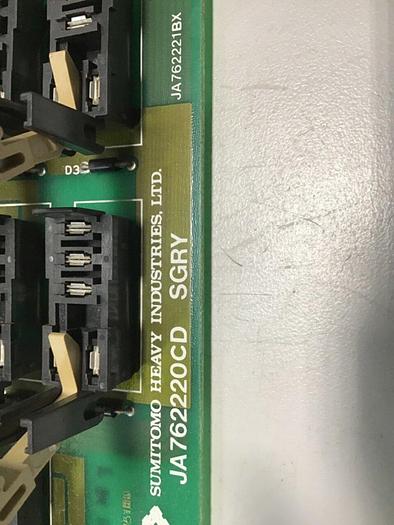 JA762221BX
D3
SUMITOMO HEAVY INDUSTRIES, LTD.
JA762220CD SGRY